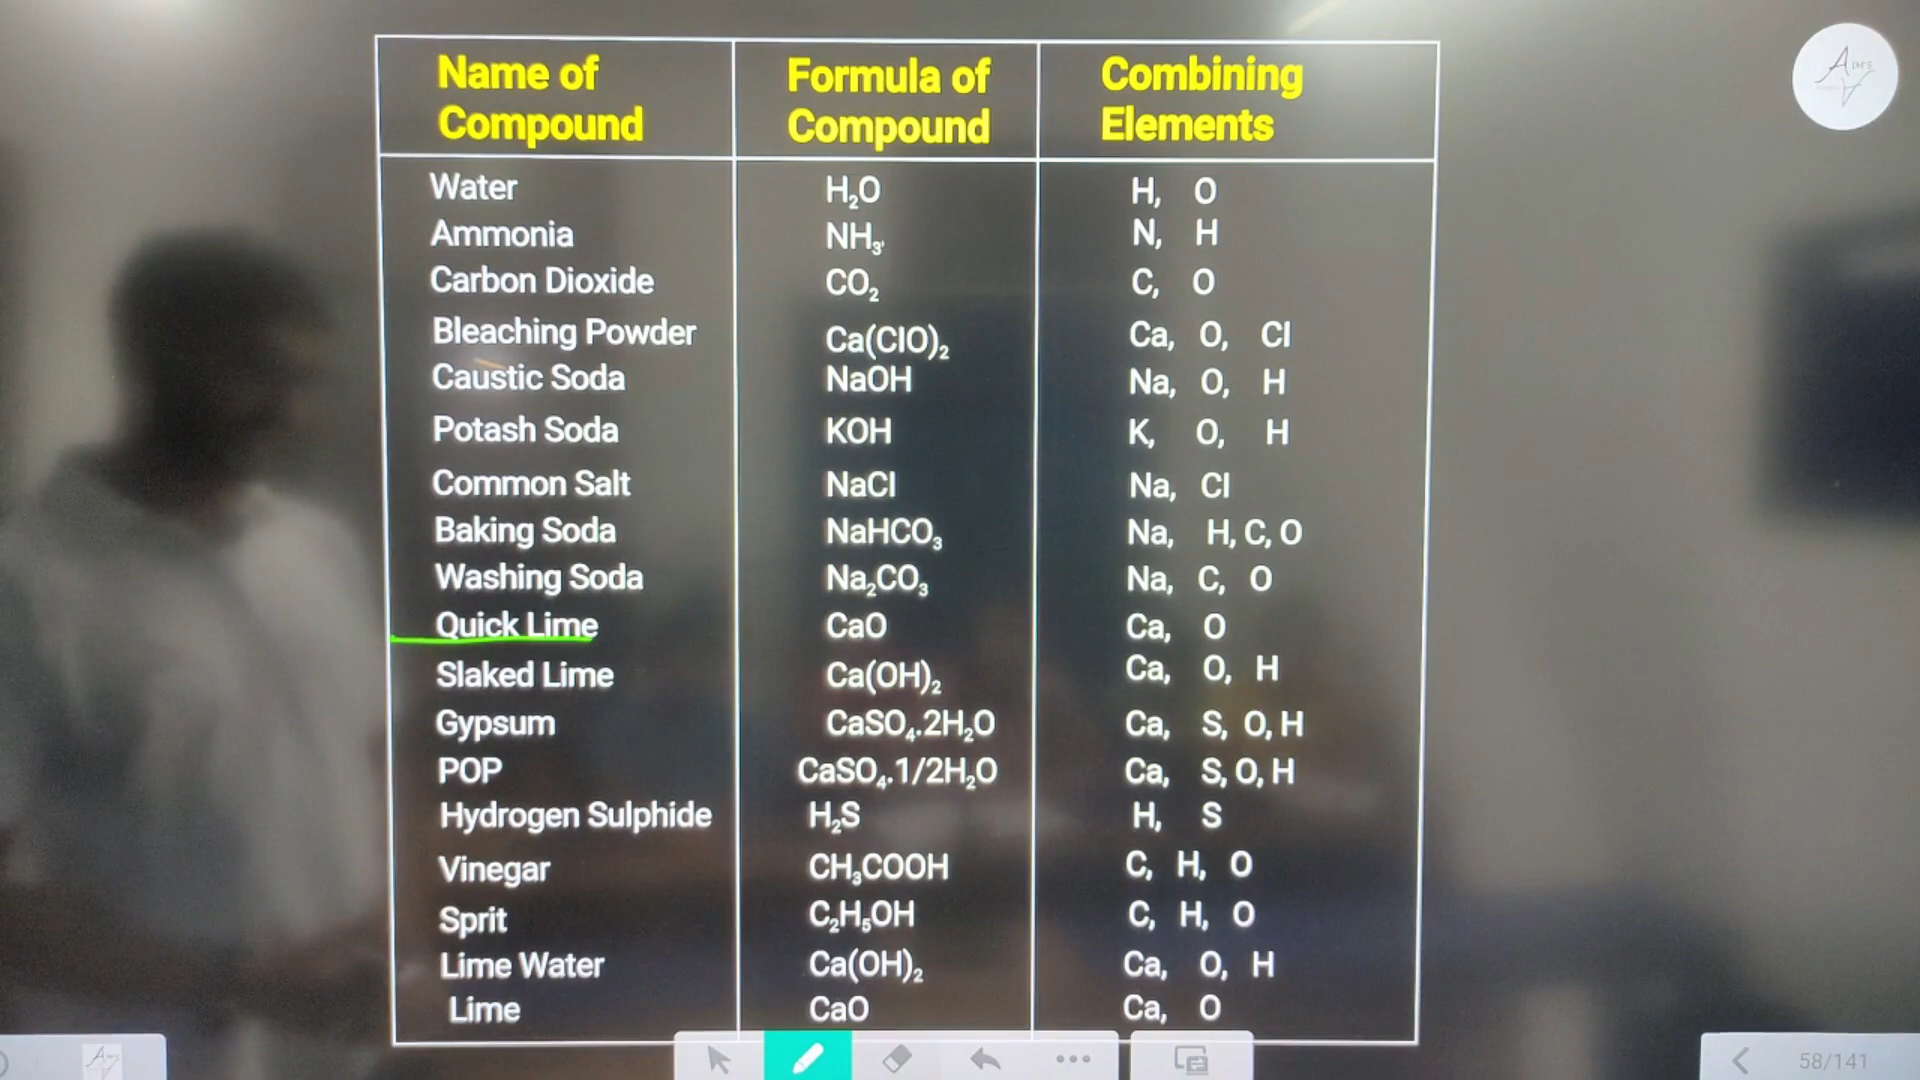 Name of Compound Formula of Compound Combining Elements
Water H₂O H, O
Ammonia NH₃ N, H
Carbon Dioxide CO₂ C, O
Bleaching Powder Ca(ClO)₂ Ca, O, Cl
Caustic Soda NaOH Na, O, H
Potash Soda KOH K, O, H
Common Salt NaCl Na, Cl
Baking Soda NaHCO₃ Na, H, C, O
Washing Soda Na₂CO₃ Na, C, O
Quick Lime CaO Ca, O
Slaked Lime Ca(OH)₂ Ca, O, H
Gypsum CaSO₄.2H₂O Ca, S, O, H
POP CaSO₄.1/2H₂O Ca, S, O, H
Hydrogen Sulphide H₂S H, S
Vinegar CH₃COOH C, H, O
Sprit C₂H₅OH C, H, O
Lime Water Ca(OH)₂ Ca, O, H
Lime CaO Ca, O
58/141